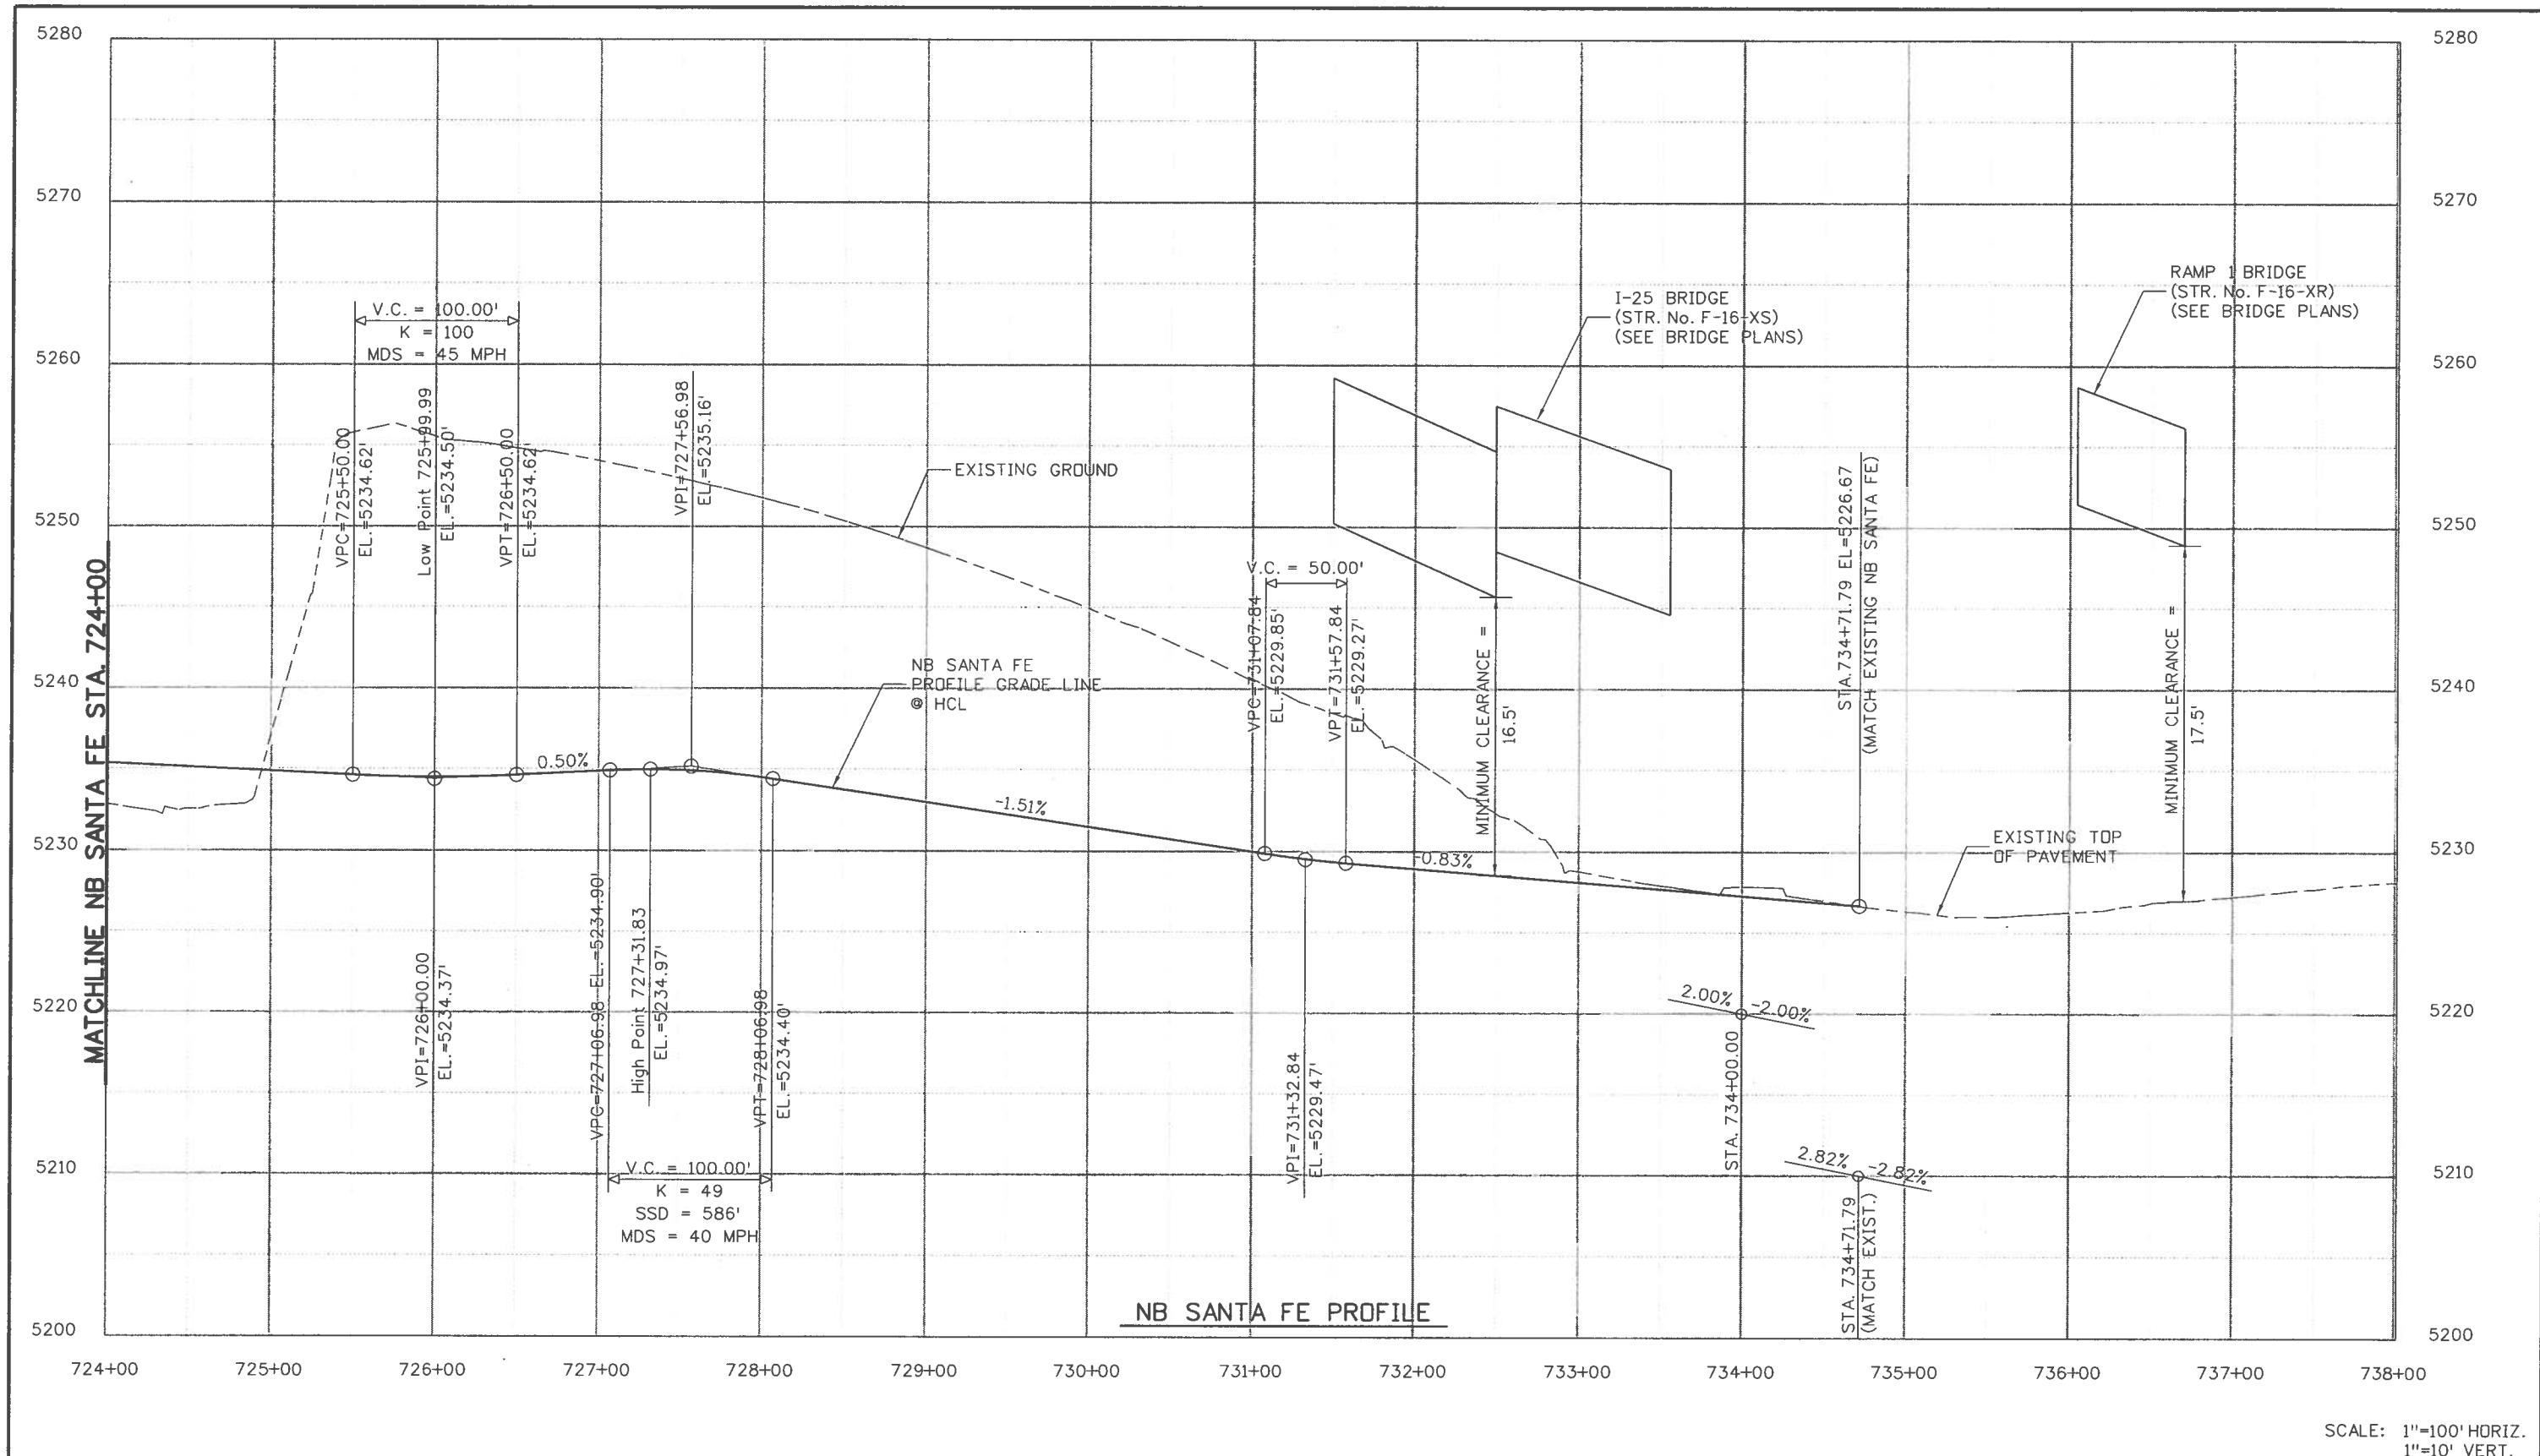 5280
5280
5270
5270
5260
5260
5250
5250
5240
5240
5230
5230
5220
5220
5210
5210
5200
5200
MATCHLINE NB SANTA FE STA. 724+00
V.C. = 100.00'
K = 100
MDS = 45 MPH
VPC=725+50.00
EL.=5234.62'
Low Point 725+99.99
EL.=5234.50'
VPT=726+50.00
EL.=5234.62'
VPI=727+56.98
EL.=5235.16'
EXISTING GROUND
NB SANTA FE
PROFILE GRADE LINE
@ HCL
0.50%
-1.51%
-0.83%
VPI=726+00.00
EL.=5234.37'
VPC=727+06.98 EL.=5234.90'
High Point 727+31.83
EL.=5234.97'
VPT=728+06.98
EL.=5234.40'
V.C. = 100.00'
K = 49
SSD = 586'
MDS = 40 MPH
V.C. = 50.00'
VPC=731+07.84
EL.=5229.85'
VPT=731+57.84
EL.=5229.27'
VPI=731+32.84
EL.=5229.47'
I-25 BRIDGE
(STR. No. F-16-XS)
(SEE BRIDGE PLANS)
MINIMUM CLEARANCE =
16.5'
STA.734+71.79 EL=5226.67
(MATCH EXISTING NB SANTA FE)
RAMP 1 BRIDGE
(STR. No. F-16-XR)
(SEE BRIDGE PLANS)
MINIMUM CLEARANCE =
17.5'
EXISTING TOP
OF PAVEMENT
2.00% -2.00%
STA. 734+00.00
2.82% -2.82%
STA. 734+71.79
(MATCH EXIST.)
NB SANTA FE PROFILE
724+00 725+00 726+00 727+00 728+00 729+00 730+00 731+00 732+00 733+00 734+00 735+00 736+00 737+00 738+00
SCALE: 1"=100' HORIZ.
1"=10' VERT.